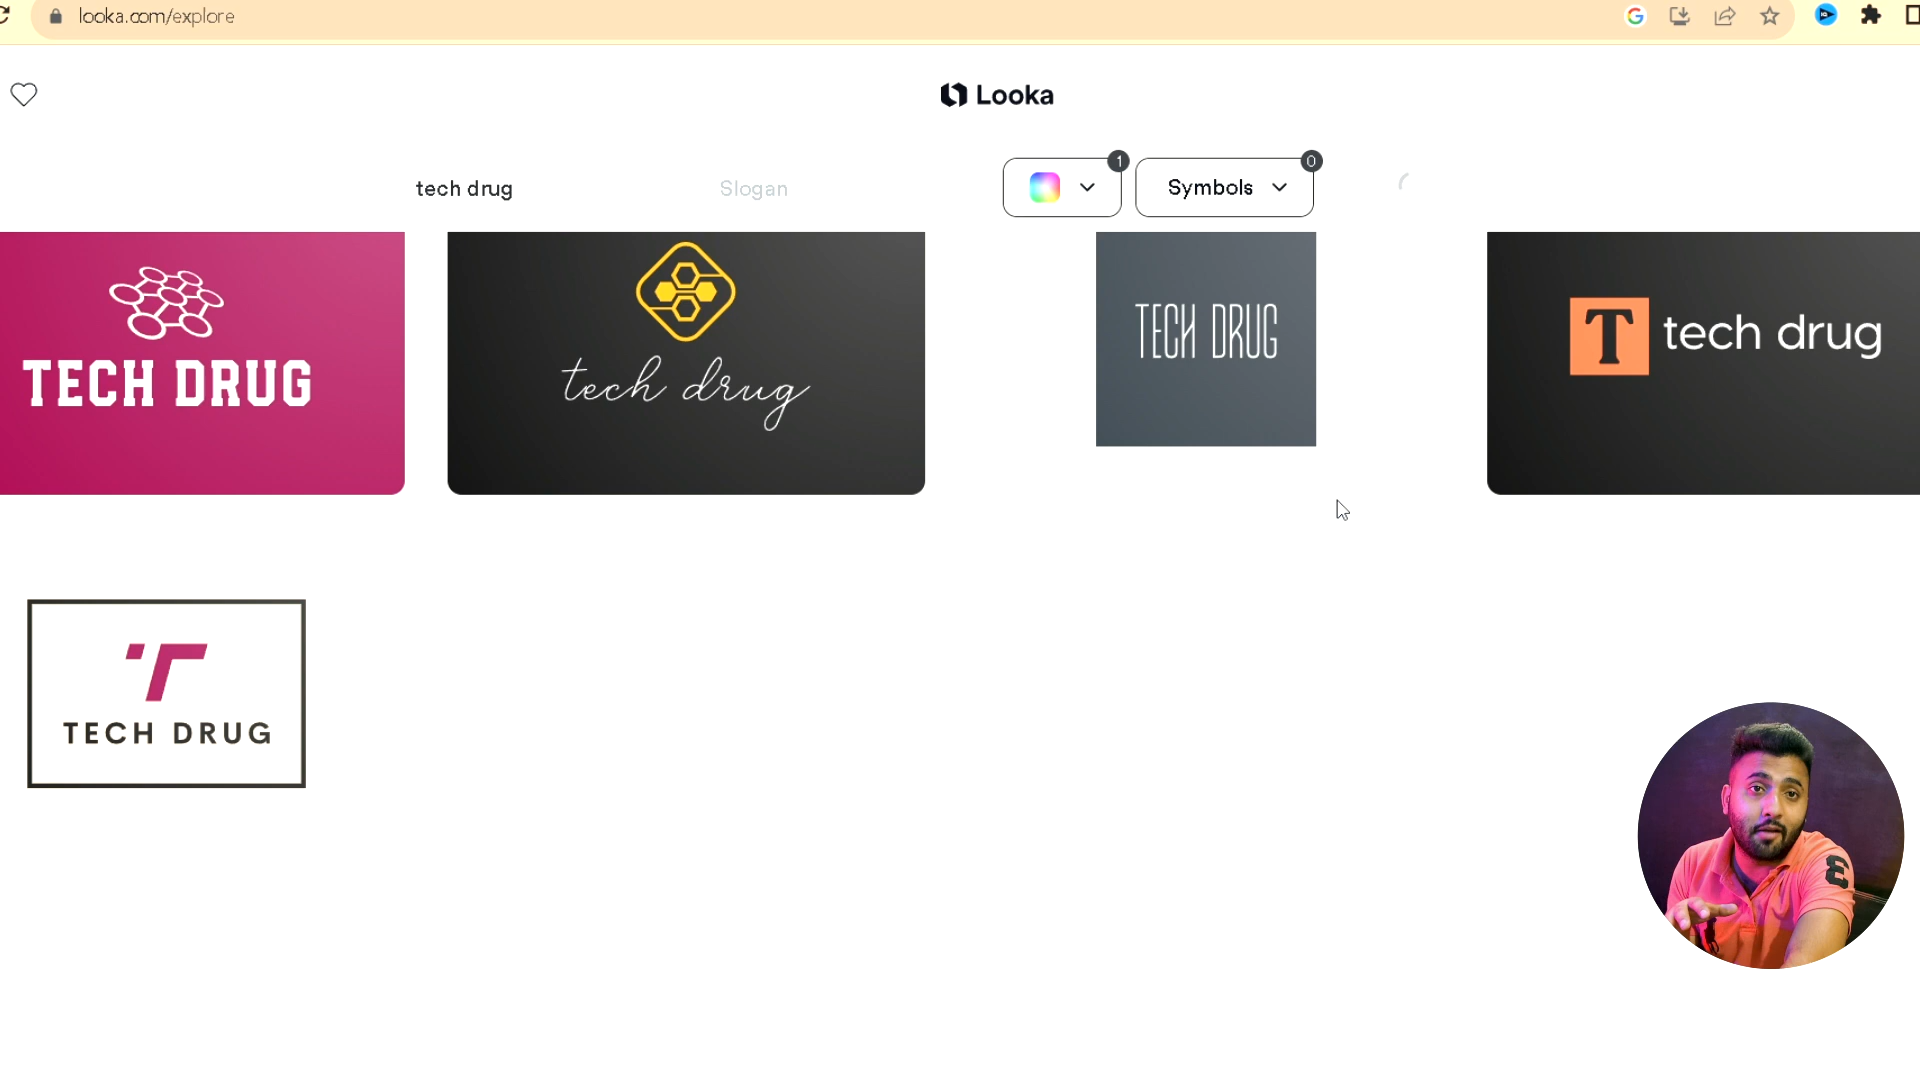 looka.com/explore
Looka
tech drug
Slogan
1
Symbols
0
TECH DRUG
tech drug
TECH DRUG
T
tech drug
T
TECH DRUG
3